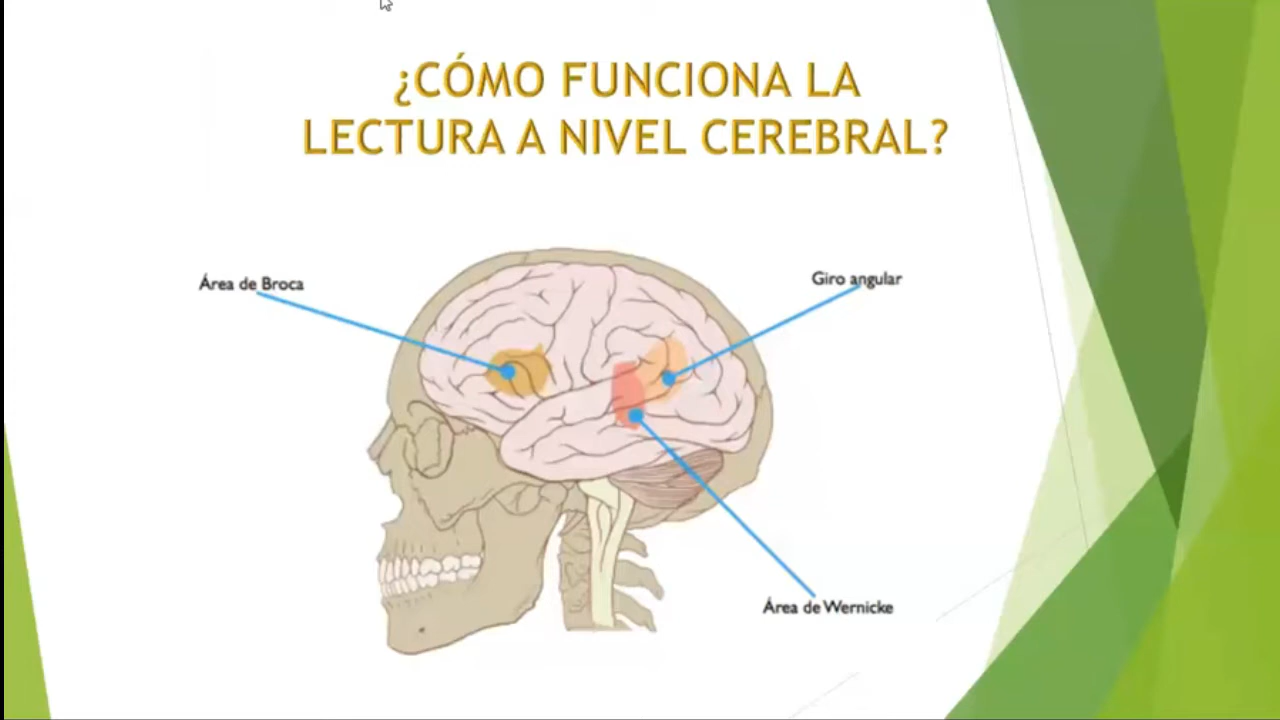 ¿CÓMO FUNCIONA LA
LECTURA A NIVEL CEREBRAL?
Área de Broca
Giro angular
Área de Wernicke